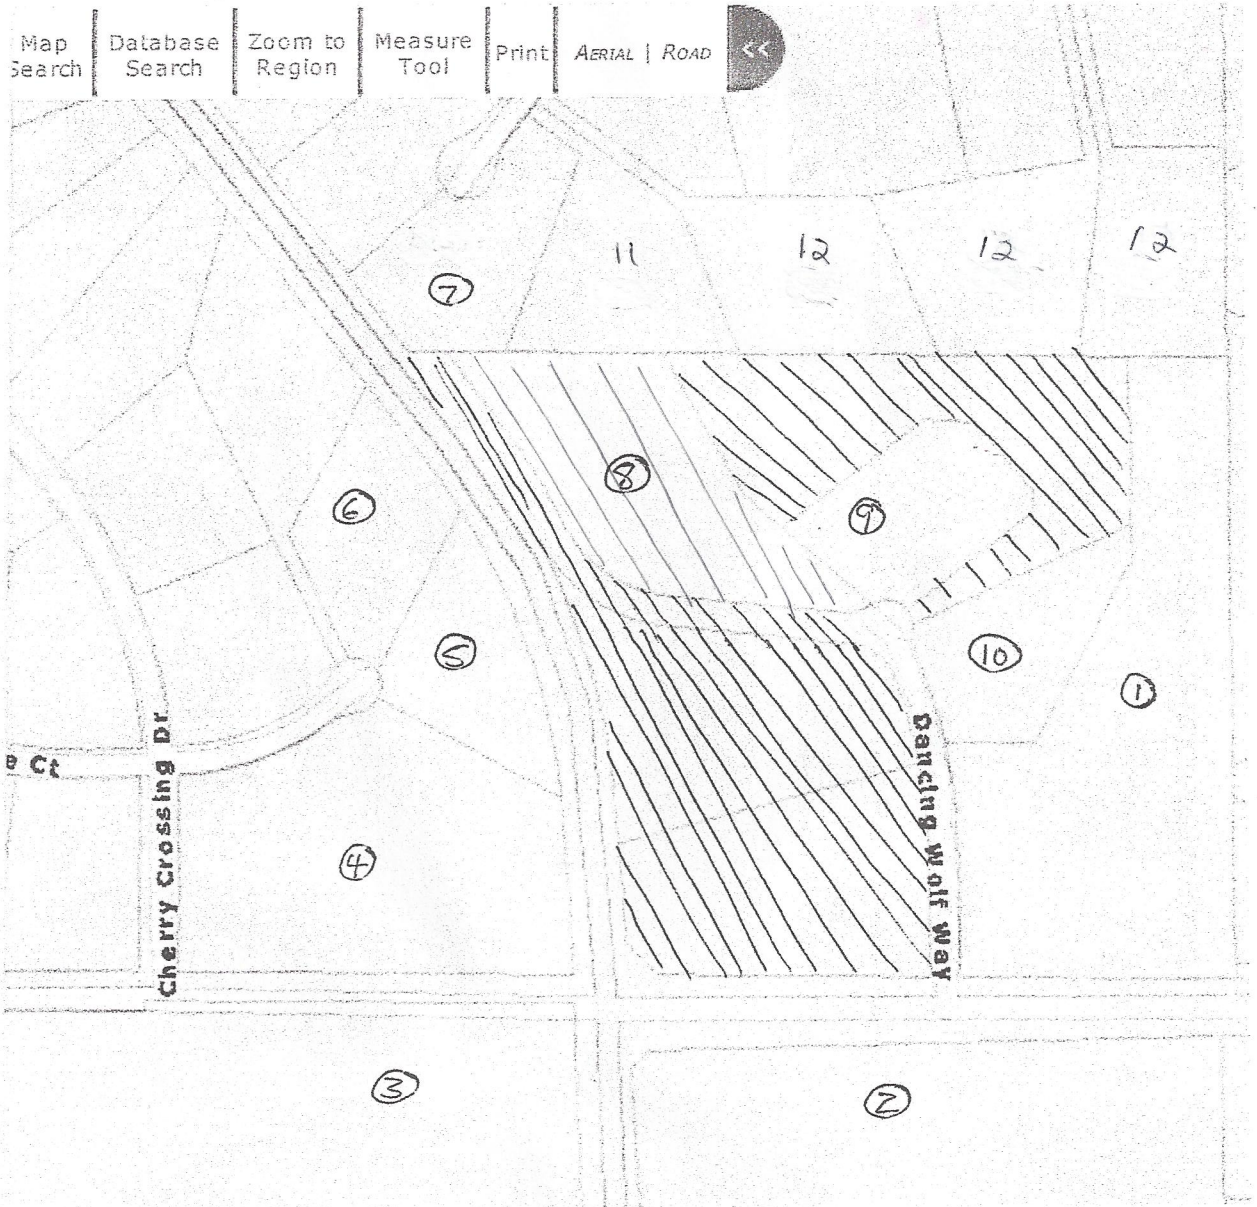 Map Search
Database Search
Zoom to Region
Measure Tool
Print
AERIAL | ROAD
<<
11
12
12
12
7
8
6
9
5
10
1
Ct
Cherry Crossing Dr
Dancing Wolf Way
4
3
2